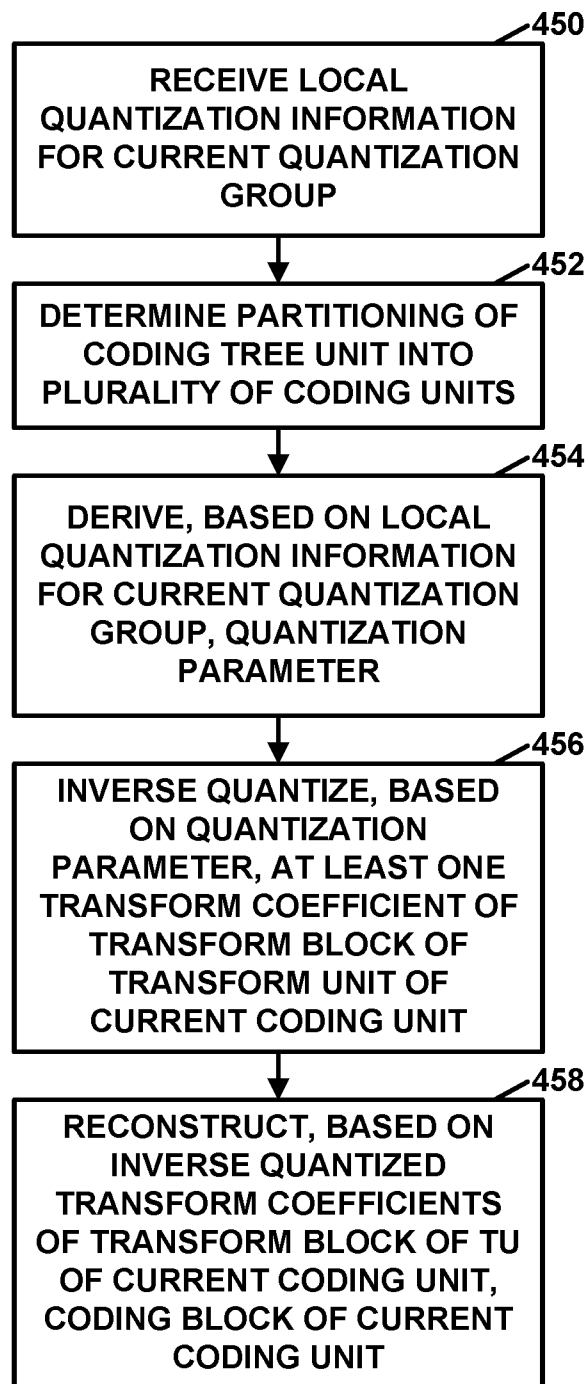 450
RECEIVE LOCAL
QUANTIZATION INFORMATION
FOR CURRENT QUANTIZATION
GROUP
452
DETERMINE PARTITIONING OF
CODING TREE UNIT INTO
PLURALITY OF CODING UNITS
454
DERIVE, BASED ON LOCAL
QUANTIZATION INFORMATION
FOR CURRENT QUANTIZATION
GROUP, QUANTIZATION
PARAMETER
456
INVERSE QUANTIZE, BASED
ON QUANTIZATION
PARAMETER, AT LEAST ONE
TRANSFORM COEFFICIENT OF
TRANSFORM BLOCK OF
TRANSFORM UNIT OF
CURRENT CODING UNIT
458
RECONSTRUCT, BASED ON
INVERSE QUANTIZED
TRANSFORM COEFFICIENTS
OF TRANSFORM BLOCK OF TU
OF CURRENT CODING UNIT,
CODING BLOCK OF CURRENT
CODING UNIT